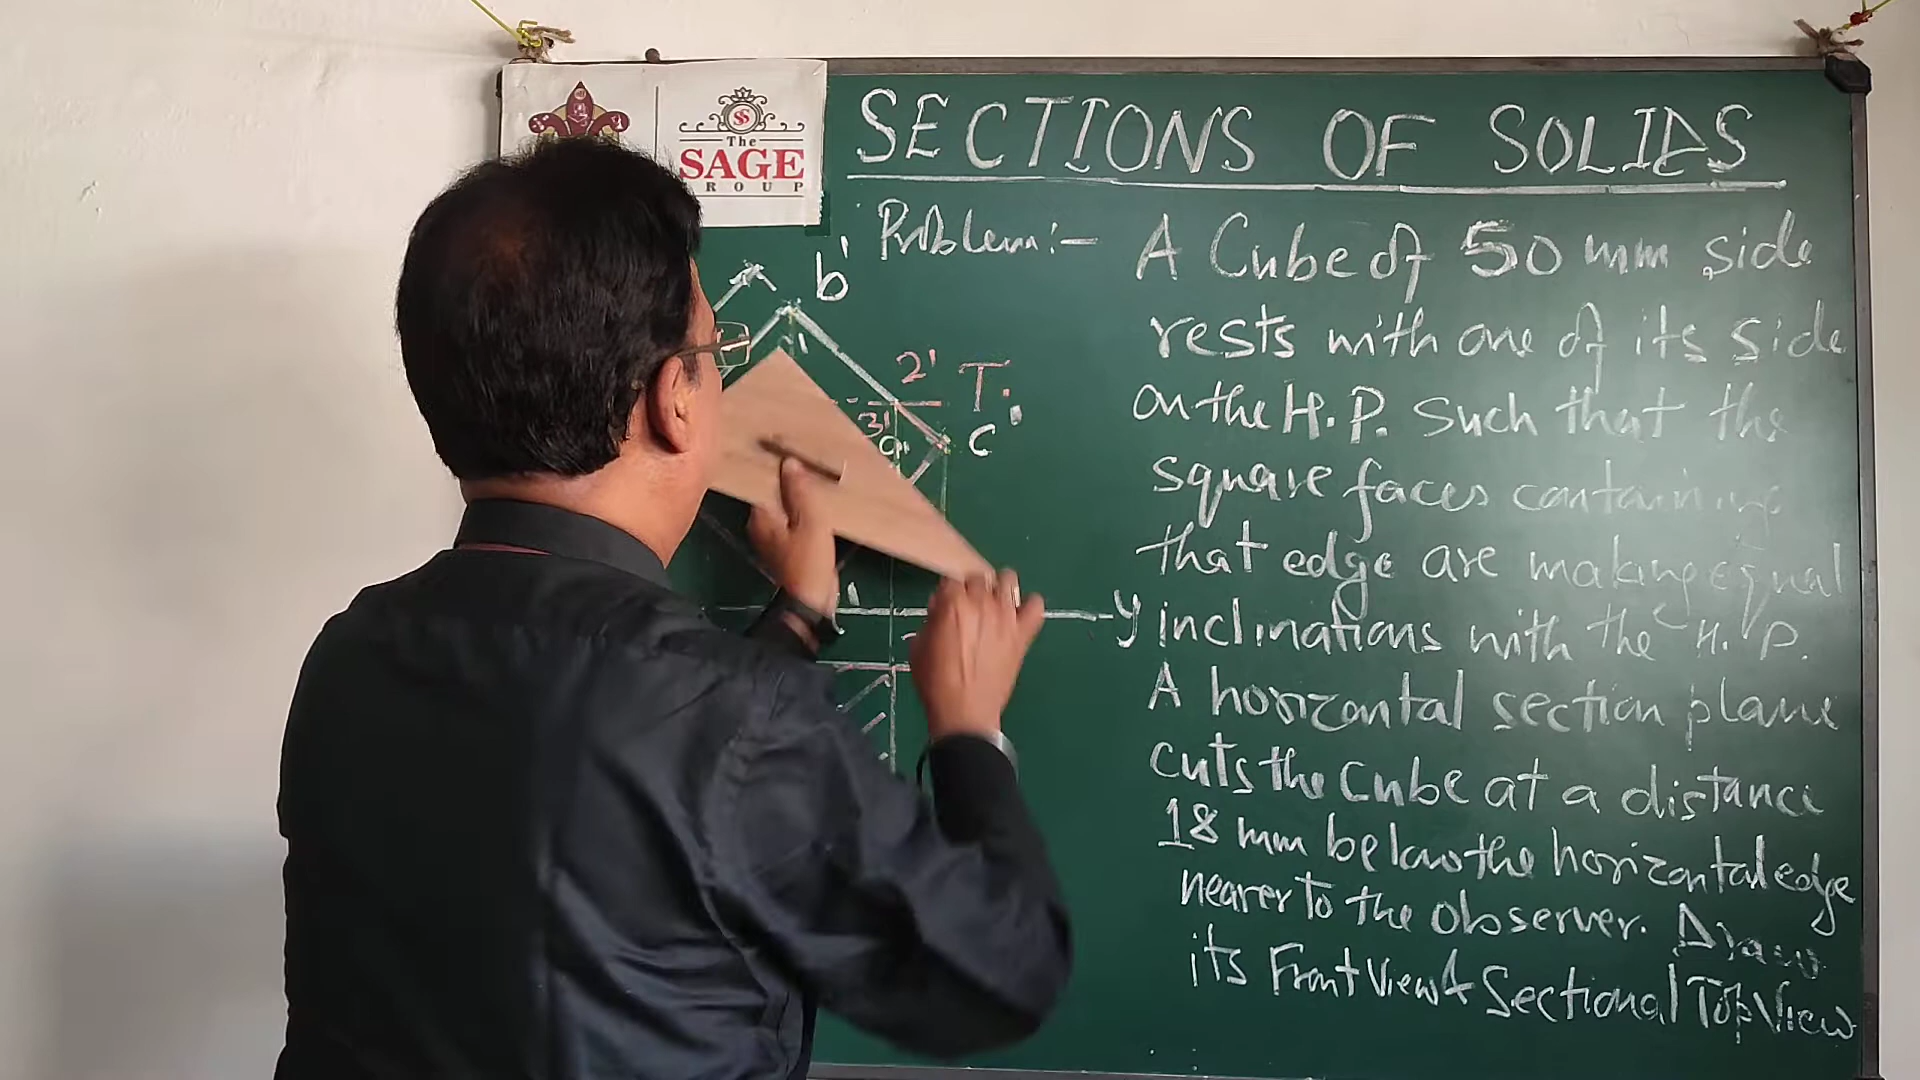 The
SAGE
GROUP
SECTIONS OF SOLIDS
Problem:- A Cube of 50 mm side
rests with one of its side
on the H.P. Such that the
square faces containing
that edge are making equal
inclinations with the H.P.
A horizontal section plane
cuts the Cube at a distance
18 mm below the horizontal edge
nearer to the observer. Draw
its Front View & Sectional Top View
b'
1'
2' T.
3'
c'
y